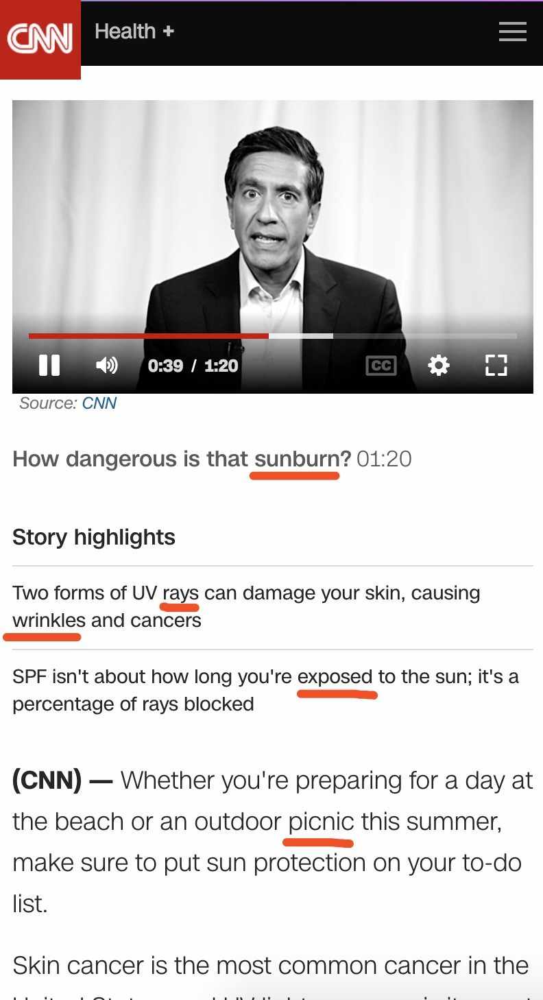 CNN Health +
0:39 / 1:20
CC
Source: CNN
How dangerous is that sunburn? 01:20
Story highlights
Two forms of UV rays can damage your skin, causing
wrinkles and cancers
SPF isn't about how long you're exposed to the sun; it's a
percentage of rays blocked
(CNN) — Whether you're preparing for a day at
the beach or an outdoor picnic this summer,
make sure to put sun protection on your to-do
list.
Skin cancer is the most common cancer in the